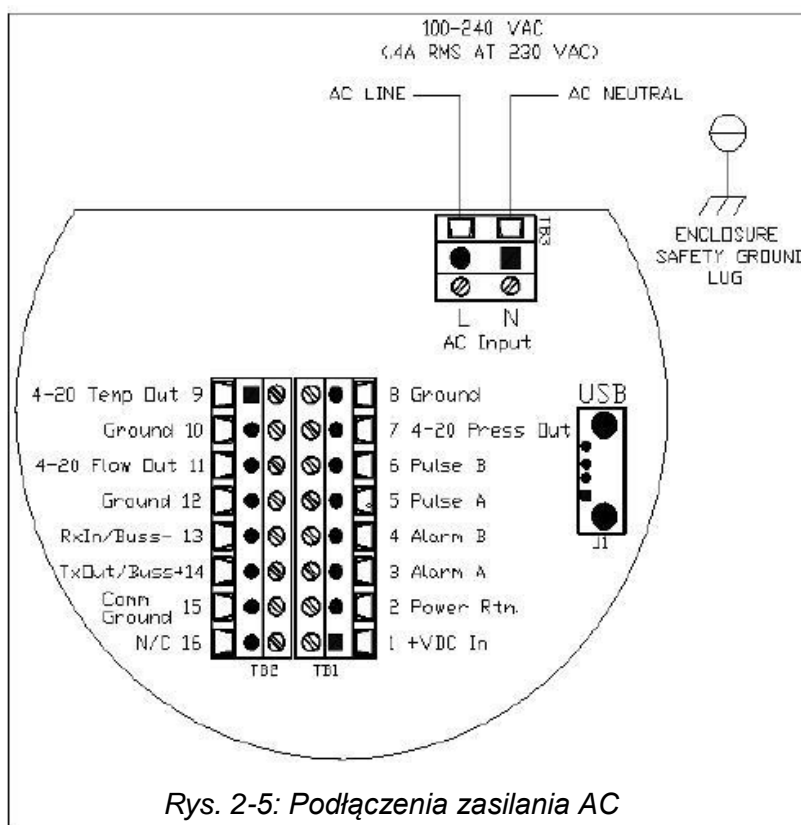 100-240 VAC
(.4A RMS AT 230 VAC)
AC LINE
AC NEUTRAL
TB3
ENCLOSURE
SAFETY GROUND
LUG
L N
AC Input
4-20 Temp Out 9
Ground 10
4-20 Flow Out 11
Ground 12
RxIn/Buss- 13
TxOut/Buss+14
Comm
Ground 15
N/C 16
TB2
TB1
8 Ground
7 4-20 Press Out
6 Pulse B
5 Pulse A
4 Alarm B
3 Alarm A
2 Power Rtn.
1 +VDC In
USB
J1
Rys. 2-5: Podłączenia zasilania AC